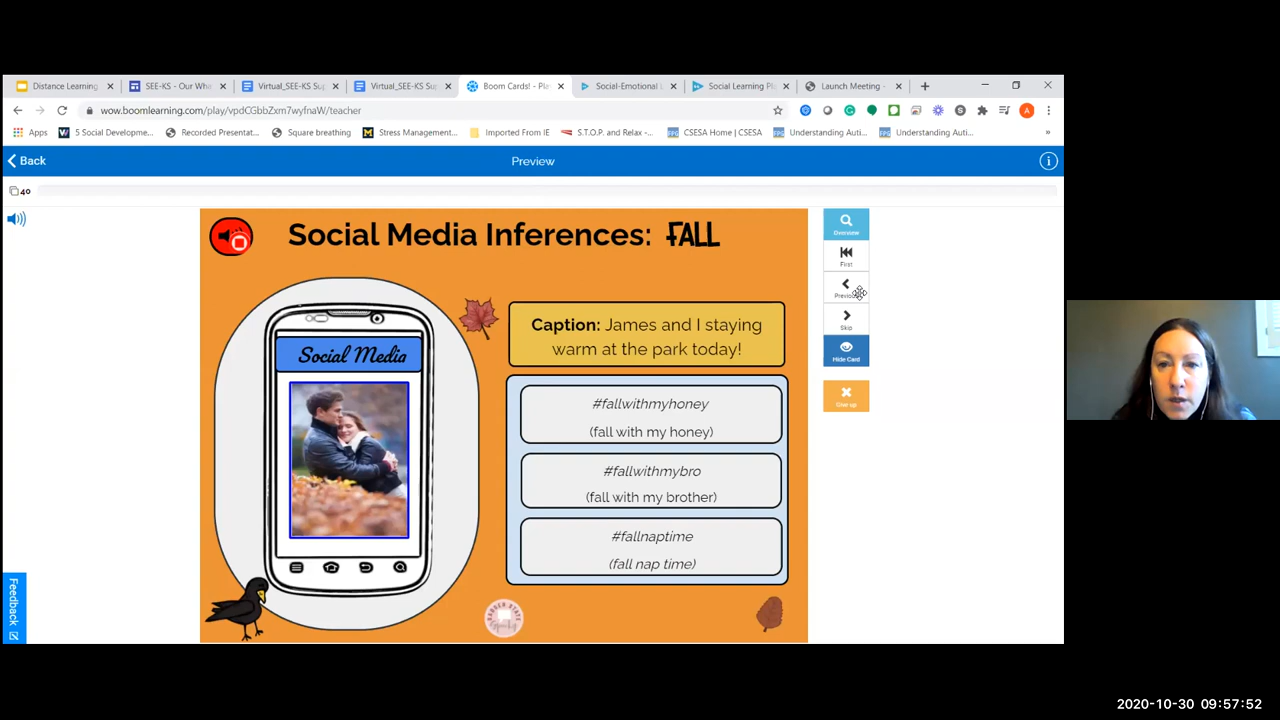 Distance Learning
SEE-KS - Our Wha
Virtual_SEE-KS Su
Virtual_SEE-KS Su
Boom Cards! - Pla
Social-Emotional L
Social Learning Pl
Launch Meeting -
www.boomlearning.com/play/vpdCGbbZxm7wyfnaW/teacher
Apps
5 Social Developme...
Recorded Presentat...
Square breathing
Stress Management...
Imported From IE
S.T.O.P. and Relax -...
CSESA Home | CSESA
Understanding Auti...
Understanding Auti...
Back
Preview
40
Social Media Inferences: FALL
Social Media
Caption: James and I staying
warm at the park today!
#fallwithmyhoney
(fall with my honey)
#fallwithmybro
(fall with my brother)
#fallnaptime
(fall nap time)
Overview
First
Previous
Skip
Hide Card
Give up
Feedback
2020-10-30 09:57:52